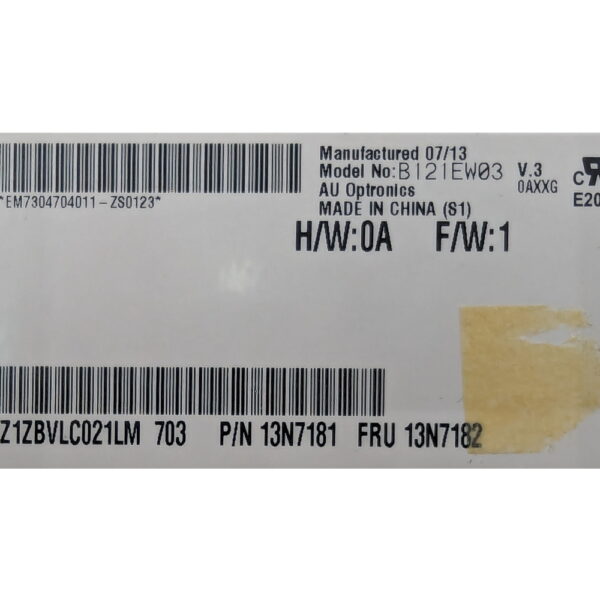 Manufactured 07/13
Model No:B121EW03 V.3
AU Optronics 0AXXG
MADE IN CHINA (S1)
*EM7304704011-ZS0123*
H/W:0A F/W:1
C
E20
Z1ZBVLC021LM 703 P/N 13N7181 FRU 13N7182